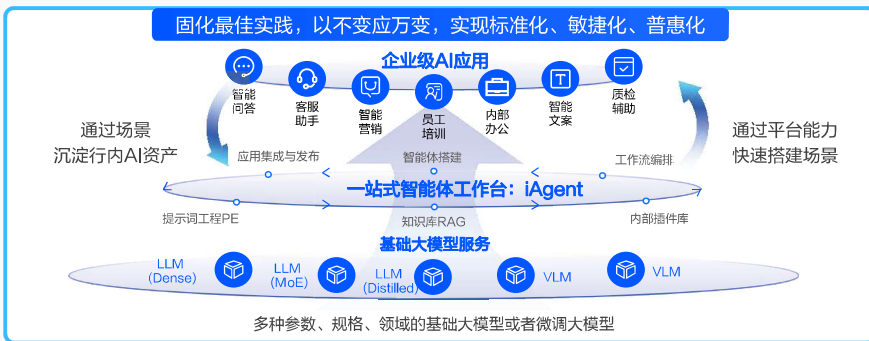 固化最佳实践，以不变应万变，实现标准化、敏捷化、普惠化
企业级AI应用
智能
问答
客服
助手
智能
营销
员工
培训
内部
办公
智能
文案
质检
辅助
通过场景
沉淀行内AI资产
通过平台能力
快速搭建场景
应用集成与发布
智能体搭建
工作流编排
一站式智能体工作台：iAgent
提示词工程PE
知识库RAG
内部插件库
基础大模型服务
LLM
(Dense)
LLM
(MoE)
LLM
(Distilled)
VLM
VLM
多种参数、规格、领域的基础大模型或者微调大模型